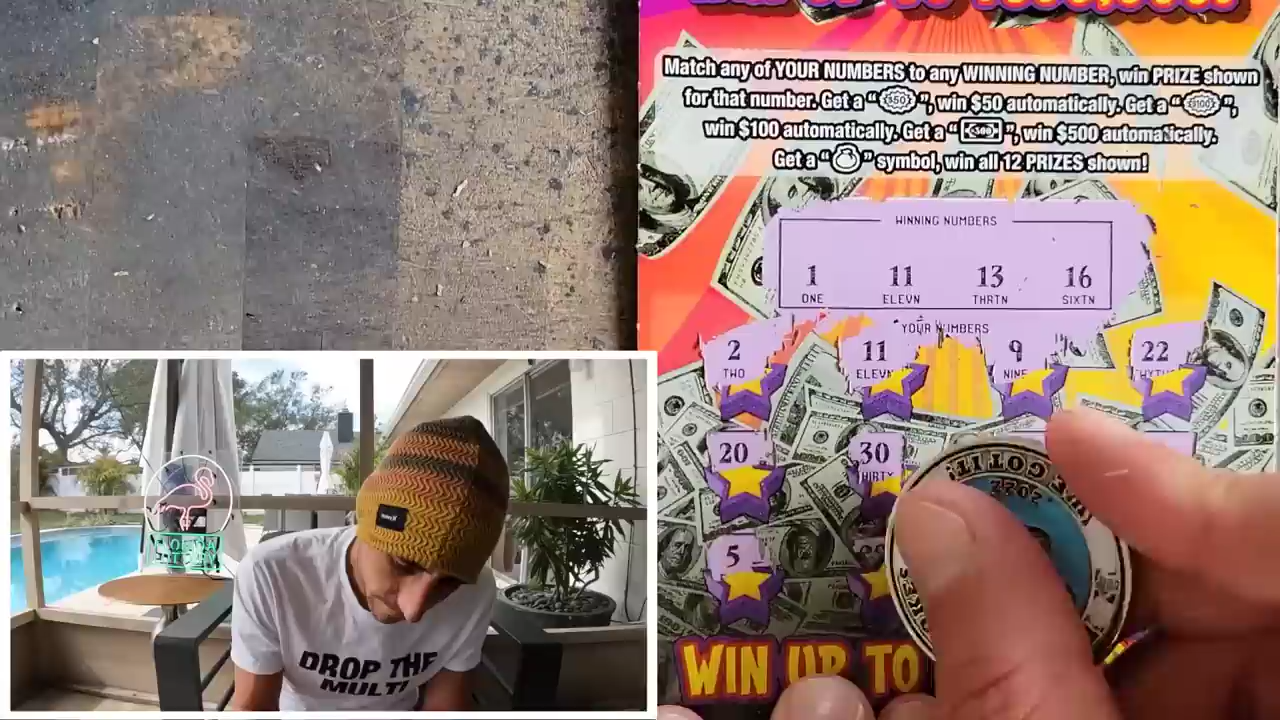 Match any of YOUR NUMBERS to any WINNING NUMBER, win PRIZE shown
for that number. Get a "$50", win $50 automatically. Get a "$100",
win $100 automatically. Get a "$500", win $500 automatically.
Get a " " symbol, win all 12 PRIZES shown!
WINNING NUMBERS
1 11 13 16
ONE ELEVN THRTN SIXTN
YOUR NUMBERS
2 11 9 22
TWO ELEVN NINE
20 30
THIRTY
5
GOT IT!
WIN UP TO
DROP THE
MULTI